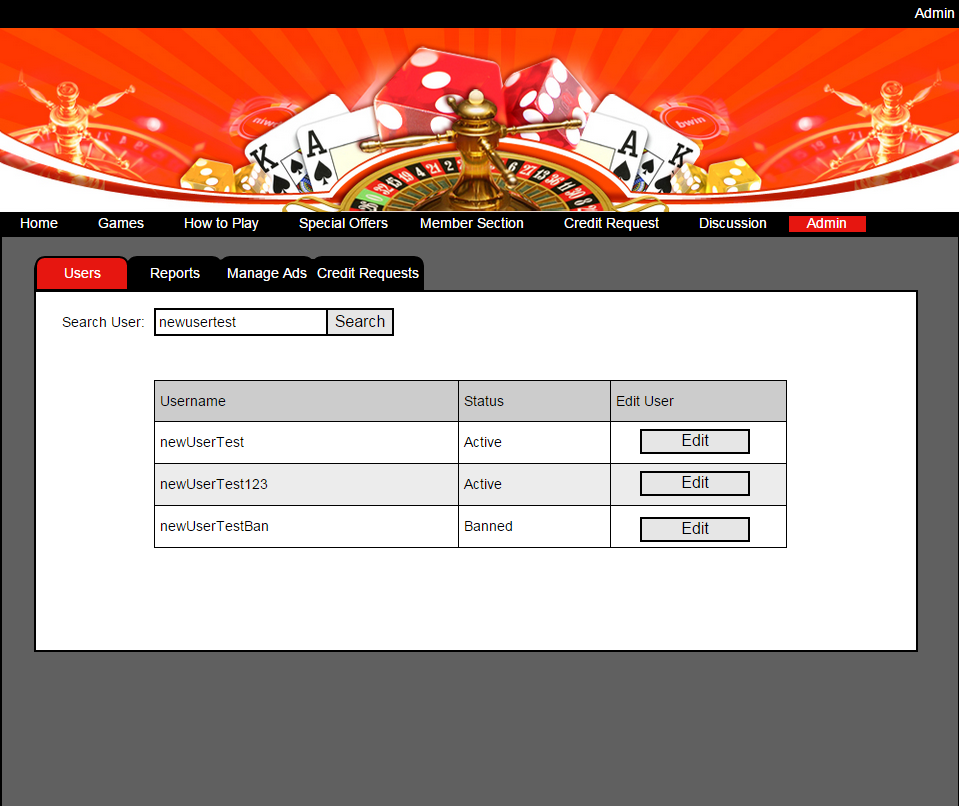 Admin
K A A K
bwin
Home Games How to Play Special Offers Member Section Credit Request Discussion Admin
Users Reports Manage Ads Credit Requests
Search User: newusertest Search
Username Status Edit User
newUserTest Active Edit
newUserTest123 Active Edit
newUserTestBan Banned Edit